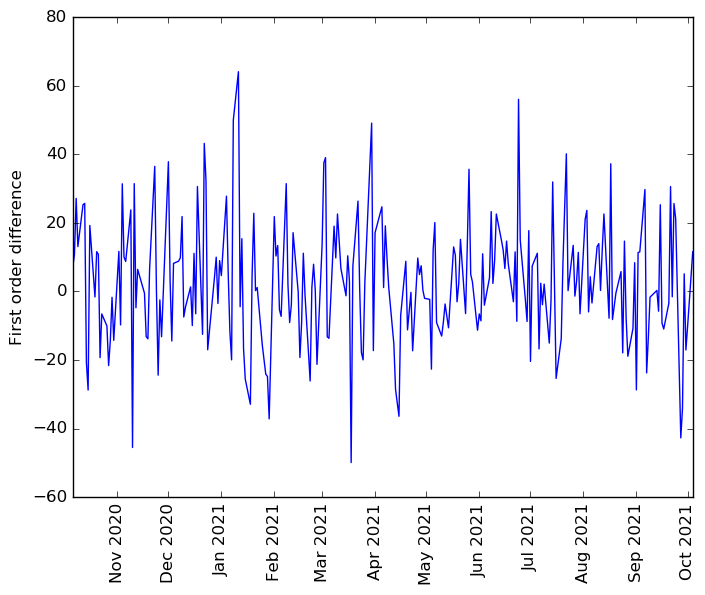 80
60
40
20
0
−20
−40
−60
First order difference
Nov 2020
Dec 2020
Jan 2021
Feb 2021
Mar 2021
Apr 2021
May 2021
Jun 2021
Jul 2021
Aug 2021
Sep 2021
Oct 2021